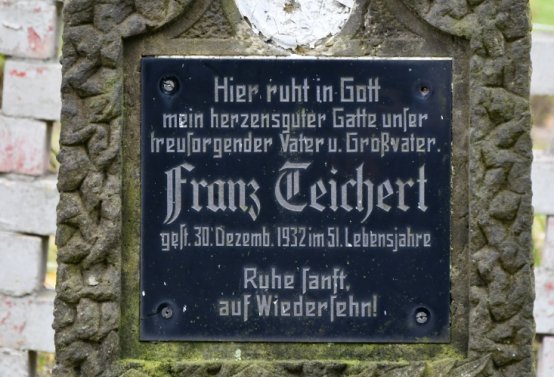 Hier ruht in Gott
mein herzensguter Gatte unſer
treuſorgender Vater u. Großvater.
Franz Teichert
geſt. 30. Dezemb. 1932 im 51. Lebensjahre
Ruhe ſanft,
auf Wiederſehn!